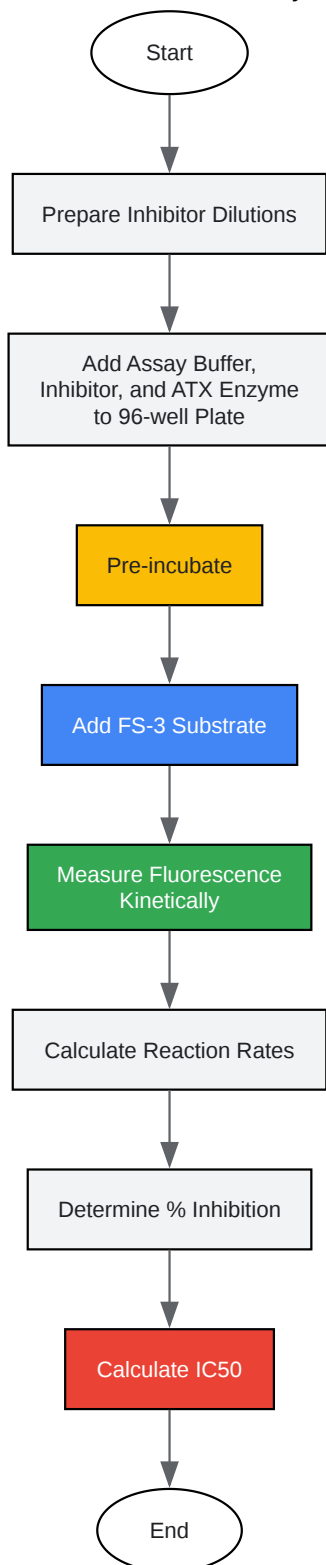 Start
Prepare Inhibitor Dilutions
Add Assay Buffer,
Inhibitor, and ATX Enzyme
to 96-well Plate
Pre-incubate
Add FS-3 Substrate
Measure Fluorescence
Kinetically
Calculate Reaction Rates
Determine % Inhibition
Calculate IC50
End